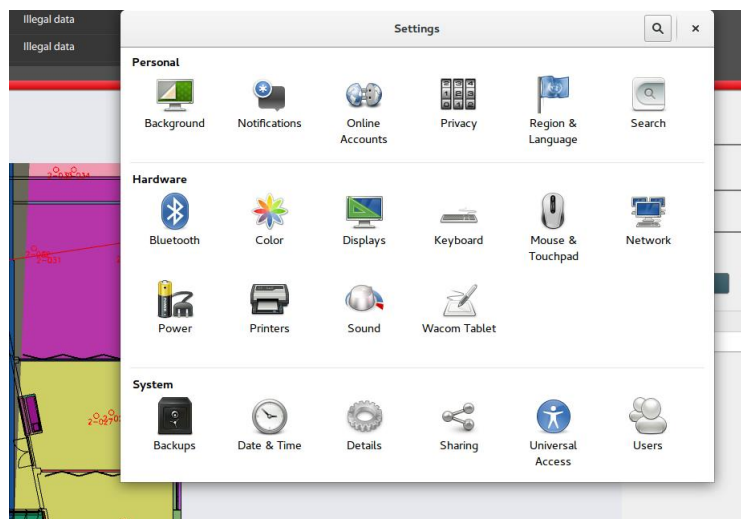 Illegal data
Illegal data
Settings
Personal
Background
Notifications
Online
Accounts
Privacy
Region &
Language
Search
Hardware
Bluetooth
Color
Displays
Keyboard
Mouse &
Touchpad
Network
Power
Printers
Sound
Wacom Tablet
System
Backups
Date & Time
Details
Sharing
Universal
Access
Users